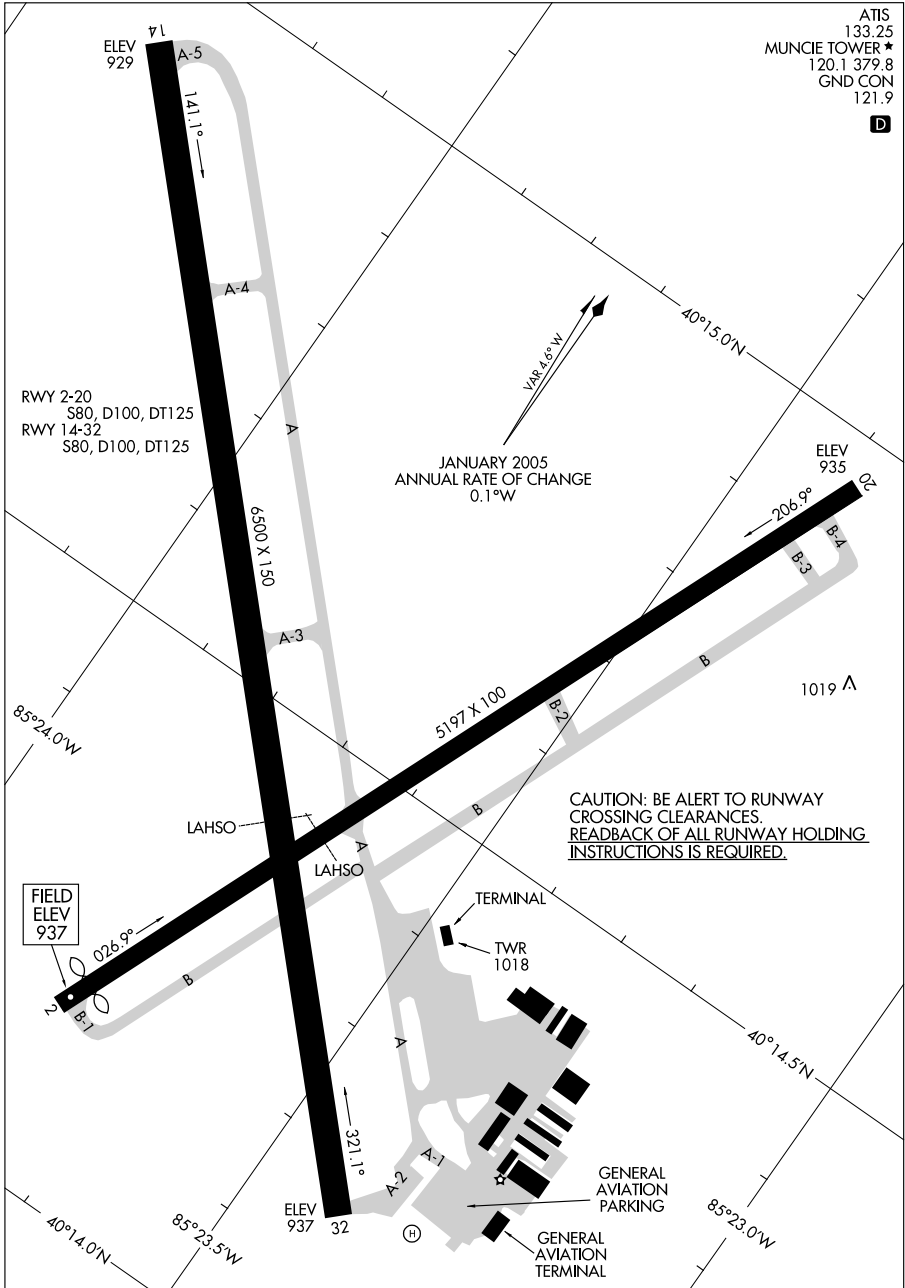 ATIS
133.25
MUNCIE TOWER ★
120.1 379.8
GND CON
121.9
D
14
ELEV
929
A-5
141.1°
A-4
40°15.0'N
VAR 4.6° W
RWY 2-20
S80, D100, DT125
RWY 14-32
S80, D100, DT125
A
JANUARY 2005
ANNUAL RATE OF CHANGE
0.1°W
ELEV
935
20
206.9°
B-4
B-3
6500 X 150
A-3
B
1019
85°24.0'W
5197 X 100
B-2
CAUTION: BE ALERT TO RUNWAY
CROSSING CLEARANCES.
READBACK OF ALL RUNWAY HOLDING
INSTRUCTIONS IS REQUIRED.
B
LAHSO
A
LAHSO
FIELD
ELEV
937
TERMINAL
TWR
1018
026.9°
B
2
B-1
A
40°14.5'N
321.1°
A-1
A-2
ELEV
937
32
H
GENERAL
AVIATION
PARKING
GENERAL
AVIATION
TERMINAL
40°14.0'N
85°23.5'W
85°23.0'W